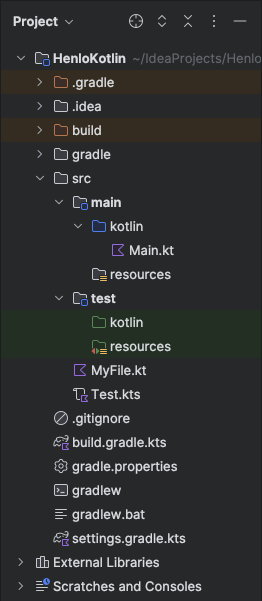 Project
HenloKotlin ~/IdeaProjects/Henlo
.gradle
.idea
build
gradle
src
main
kotlin
Main.kt
resources
test
kotlin
resources
MyFile.kt
Test.kts
.gitignore
build.gradle.kts
gradle.properties
gradlew
gradlew.bat
settings.gradle.kts
External Libraries
Scratches and Consoles